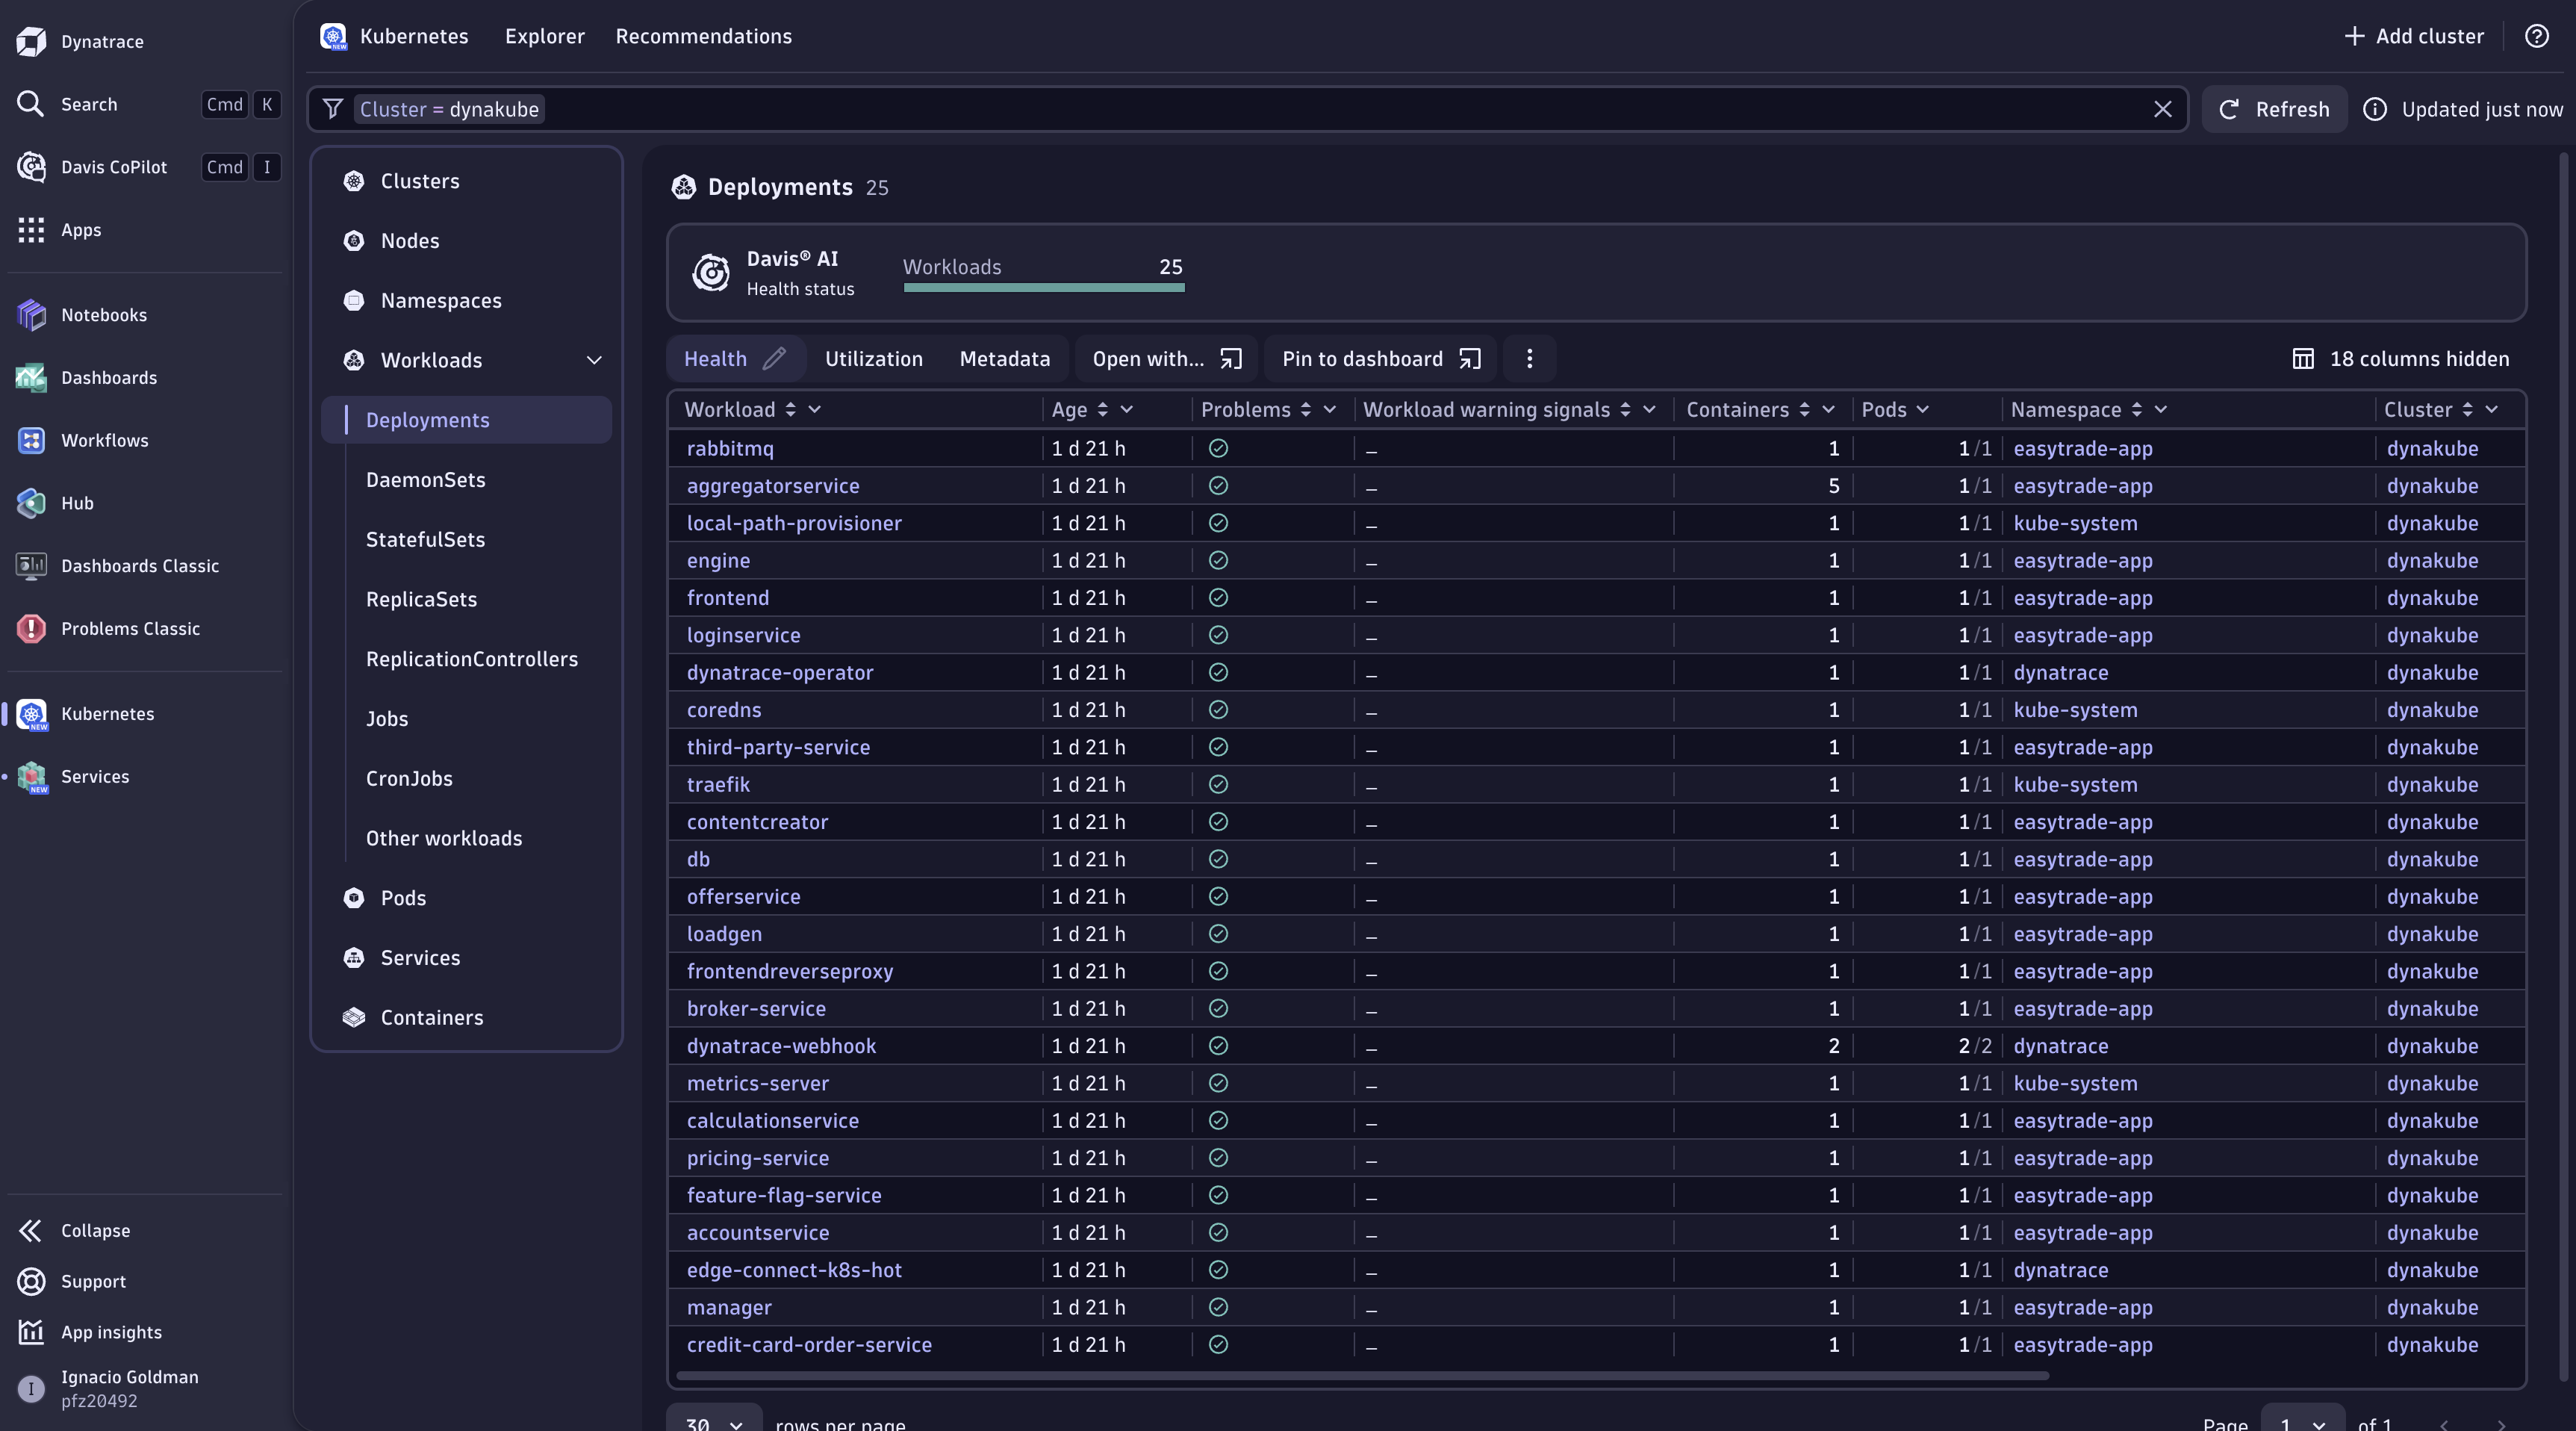 Dynatrace
Search Cmd K
Davis CoPilot Cmd I
Apps
Notebooks
Dashboards
Workflows
Hub
Dashboards Classic
Problems Classic
Kubernetes
NEW
Services
NEW
Collapse
Support
App insights
I Ignacio Goldman
pfz20492
NEW Kubernetes Explorer Recommendations Add cluster
Cluster = dynakube Refresh Updated just now
Clusters
Nodes
Namespaces
Workloads
Deployments
DaemonSets
StatefulSets
ReplicaSets
ReplicationControllers
Jobs
CronJobs
Other workloads
Pods
Services
Containers
Deployments 25
Davis® AI
Health status
Workloads 25
Health Utilization Metadata Open with... Pin to dashboard 18 columns hidden
Workload Age Problems Workload warning signals Containers Pods Namespace Cluster
rabbitmq 1 d 21 h – 1 1/1 easytrade-app dynakube
aggregatorservice 1 d 21 h – 5 1/1 easytrade-app dynakube
local-path-provisioner 1 d 21 h – 1 1/1 kube-system dynakube
engine 1 d 21 h – 1 1/1 easytrade-app dynakube
frontend 1 d 21 h – 1 1/1 easytrade-app dynakube
loginservice 1 d 21 h – 1 1/1 easytrade-app dynakube
dynatrace-operator 1 d 21 h – 1 1/1 dynatrace dynakube
coredns 1 d 21 h – 1 1/1 kube-system dynakube
third-party-service 1 d 21 h – 1 1/1 easytrade-app dynakube
traefik 1 d 21 h – 1 1/1 kube-system dynakube
contentcreator 1 d 21 h – 1 1/1 easytrade-app dynakube
db 1 d 21 h – 1 1/1 easytrade-app dynakube
offerservice 1 d 21 h – 1 1/1 easytrade-app dynakube
loadgen 1 d 21 h – 1 1/1 easytrade-app dynakube
frontendreverseproxy 1 d 21 h – 1 1/1 easytrade-app dynakube
broker-service 1 d 21 h – 1 1/1 easytrade-app dynakube
dynatrace-webhook 1 d 21 h – 2 2/2 dynatrace dynakube
metrics-server 1 d 21 h – 1 1/1 kube-system dynakube
calculationservice 1 d 21 h – 1 1/1 easytrade-app dynakube
pricing-service 1 d 21 h – 1 1/1 easytrade-app dynakube
feature-flag-service 1 d 21 h – 1 1/1 easytrade-app dynakube
accountservice 1 d 21 h – 1 1/1 easytrade-app dynakube
edge-connect-k8s-hot 1 d 21 h – 1 1/1 dynatrace dynakube
manager 1 d 21 h – 1 1/1 easytrade-app dynakube
credit-card-order-service 1 d 21 h – 1 1/1 easytrade-app dynakube
30 rows per page Page 1 of 1